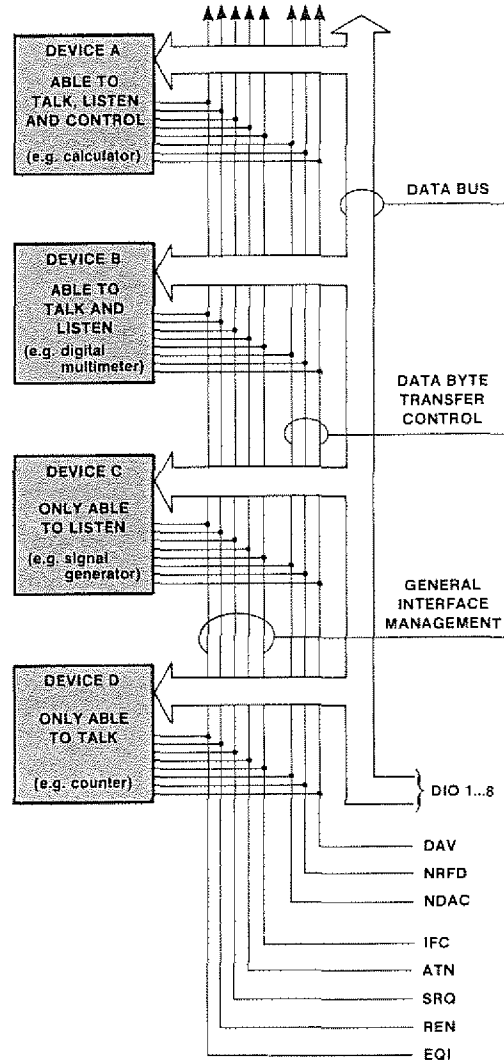 DEVICE A
ABLE TO
TALK, LISTEN
AND CONTROL
(e.g. calculator)
DATA BUS
DEVICE B
ABLE TO
TALK AND
LISTEN
(e.g. digital
multimeter)
DATA BYTE
TRANSFER
CONTROL
DEVICE C
ONLY ABLE
TO LISTEN
(e.g. signal
generator)
GENERAL
INTERFACE
MANAGEMENT
DEVICE D
ONLY ABLE
TO TALK
(e.g. counter)
DIO 1...8
DAV
NRFD
NDAC
IFC
ATN
SRQ
REN
EQI